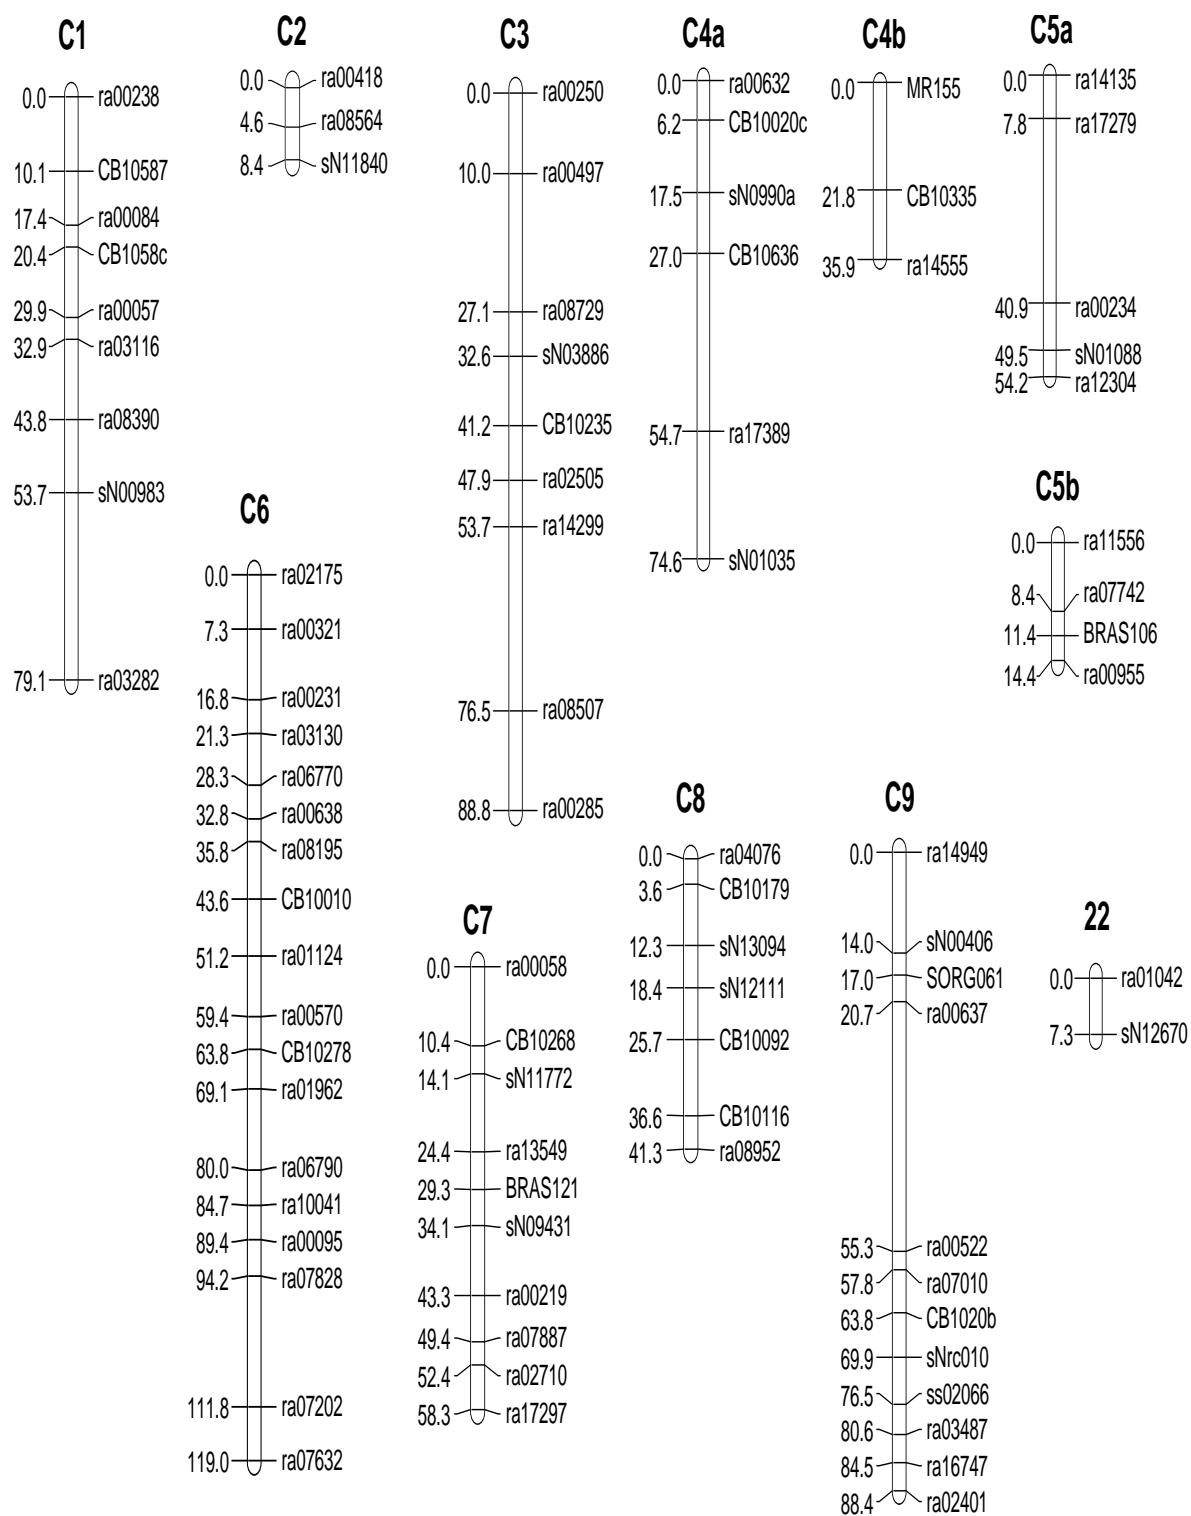 C1
0.0 ra00238
10.1 CB10587
17.4 ra00084
20.4 CB1058c
29.9 ra00057
32.9 ra03116
43.8 ra08390
53.7 sN00983
79.1 ra03282
C2
0.0 ra00418
4.6 ra08564
8.4 sN11840
C3
0.0 ra00250
10.0 ra00497
27.1 ra08729
32.6 sN03886
41.2 CB10235
47.9 ra02505
53.7 ra14299
76.5 ra08507
88.8 ra00285
C4a
0.0 ra00632
6.2 CB10020c
17.5 sN0990a
27.0 CB10636
54.7 ra17389
74.6 sN01035
C4b
0.0 MR155
21.8 CB10335
35.9 ra14555
C5a
0.0 ra14135
7.8 ra17279
40.9 ra00234
49.5 sN01088
54.2 ra12304
C5b
0.0 ra11556
8.4 ra07742
11.4 BRAS106
14.4 ra00955
C6
0.0 ra02175
7.3 ra00321
16.8 ra00231
21.3 ra03130
28.3 ra06770
32.8 ra00638
35.8 ra08195
43.6 CB10010
51.2 ra01124
59.4 ra00570
63.8 CB10278
69.1 ra01962
80.0 ra06790
84.7 ra10041
89.4 ra00095
94.2 ra07828
111.8 ra07202
119.0 ra07632
C7
0.0 ra00058
10.4 CB10268
14.1 sN11772
24.4 ra13549
29.3 BRAS121
34.1 sN09431
43.3 ra00219
49.4 ra07887
52.4 ra02710
58.3 ra17297
C8
0.0 ra04076
3.6 CB10179
12.3 sN13094
18.4 sN12111
25.7 CB10092
36.6 CB10116
41.3 ra08952
C9
0.0 ra14949
14.0 sN00406
17.0 SORG061
20.7 ra00637
55.3 ra00522
57.8 ra07010
63.8 CB1020b
69.9 sNrc010
76.5 ss02066
80.6 ra03487
84.5 ra16747
88.4 ra02401
22
0.0 ra01042
7.3 sN12670